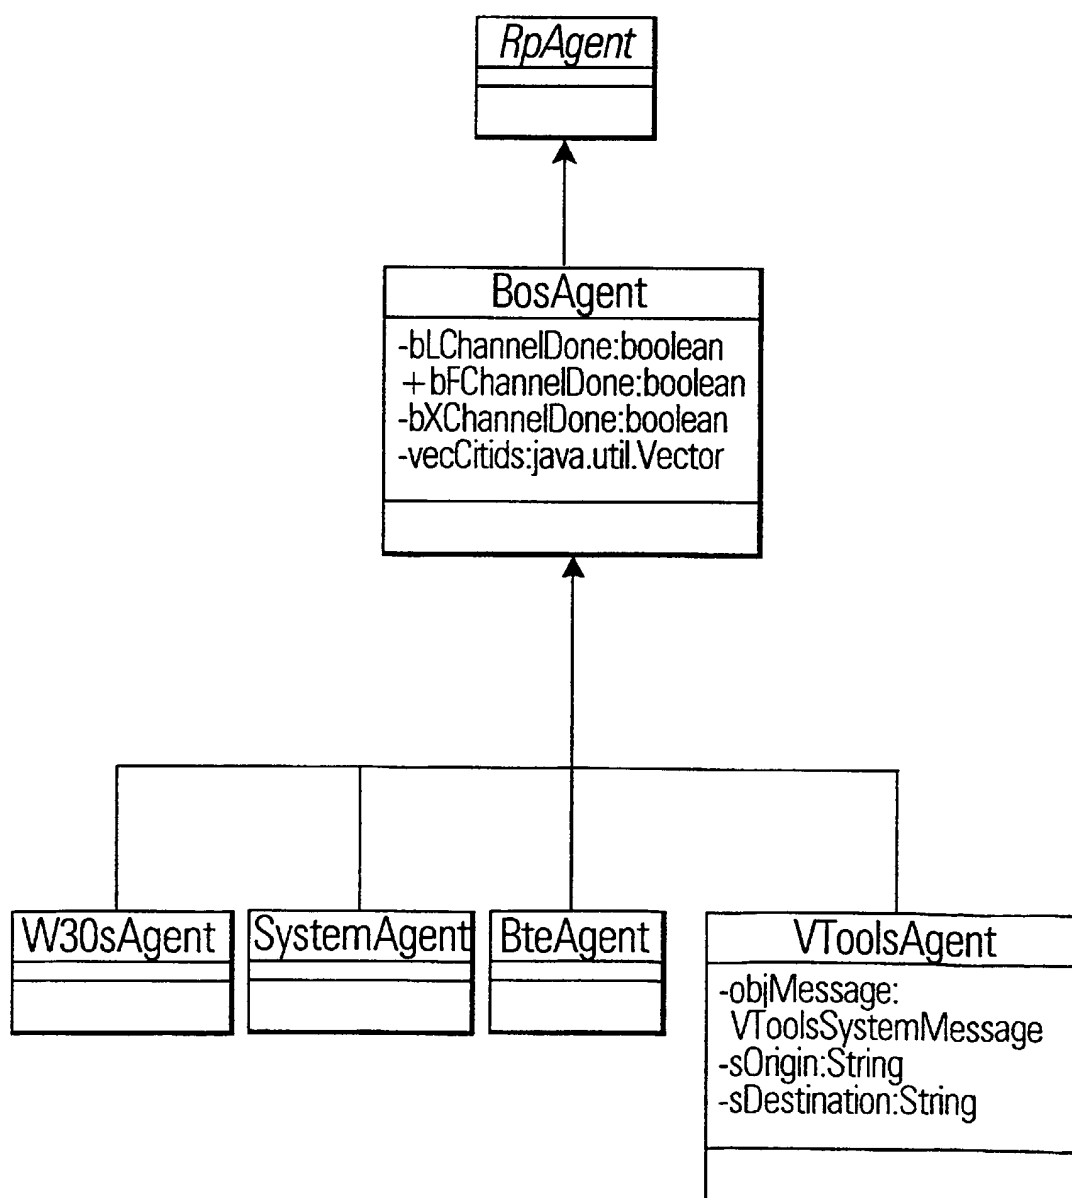 RpAgent
BosAgent
-bLChannelDone:boolean
+bFChannelDone:boolean
-bXChannelDone:boolean
-vecCitids:java.util.Vector
W30sAgent
SystemAgent
BteAgent
VToolsAgent
-objMessage:
VToolsSystemMessage
-sOrigin:String
-sDestination:String